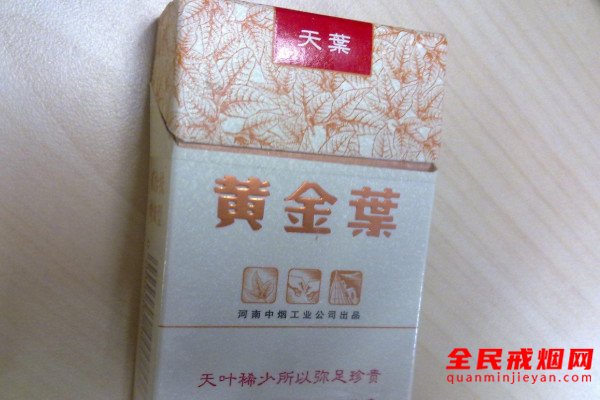 天葉
黄金葉
河南中烟工业公司出品
天叶稀少所以弥足珍贵
全民戒烟网
quanminjieyan.com